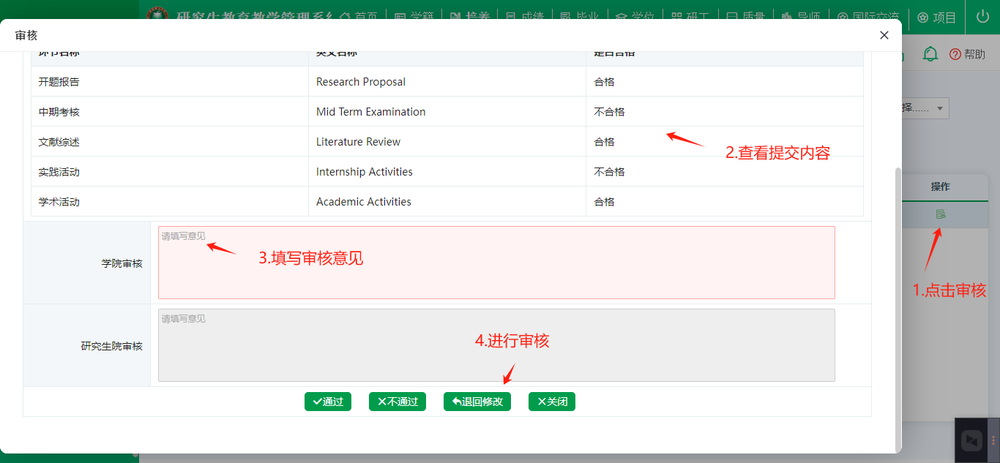 研究生教育教学管理系统
首页 学籍 培养 成绩 毕业 学位 研工 质量 导师 国际交流 项目
审核
帮助
环节名称 英文名称 是否合格
开题报告 Research Proposal 合格
中期考核 Mid Term Examination 不合格
择......
文献综述 Literature Review 合格
2.查看提交内容
实践活动 Internship Activities 不合格
操作
学术活动 Academic Activities 合格
请填写意见
3.填写审核意见
学院审核
1.点击审核
请填写意见
4.进行审核
研究生院审核
通过 不通过 退回修改 关闭